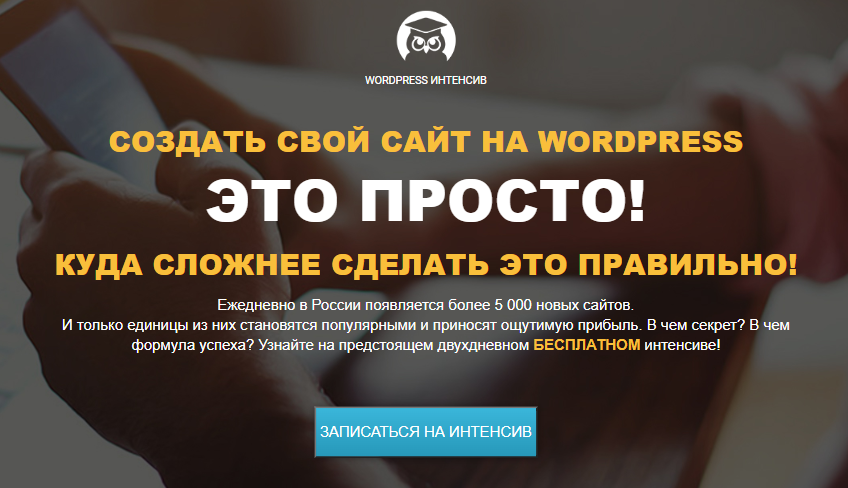 WORDPRESS ИНТЕНСИВ
СОЗДАТЬ СВОЙ САЙТ НА WORDPRESS
ЭТО ПРОСТО!
КУДА СЛОЖНЕЕ СДЕЛАТЬ ЭТО ПРАВИЛЬНО!
Ежедневно в России появляется более 5 000 новых сайтов.
И только единицы из них становятся популярными и приносят ощутимую прибыль. В чем секрет? В чем
формула успеха? Узнайте на предстоящем двухдневном БЕСПЛАТНОМ интенсиве!
ЗАПИСАТЬСЯ НА ИНТЕНСИВ